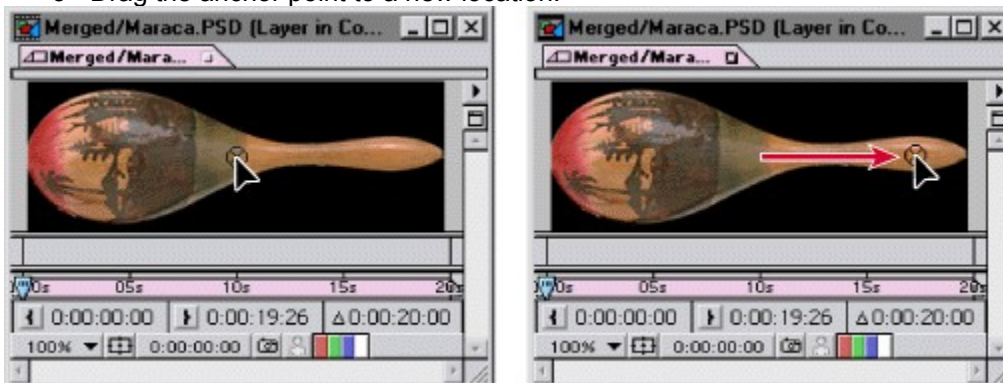 Drag the anchor point to a new location.
Merged/Maraca.PSD (Layer in Co...
Merged/Mara...
00s 05s 10s 15s 20s
0:00:00:00 0:00:19:26 Δ0:00:20:00
100% 0:00:00:00
Merged/Maraca.PSD (Layer in Co...
Merged/Mara...
00s 05s 10s 15s 20s
0:00:00:00 0:00:19:26 Δ0:00:20:00
100% 0:00:00:00